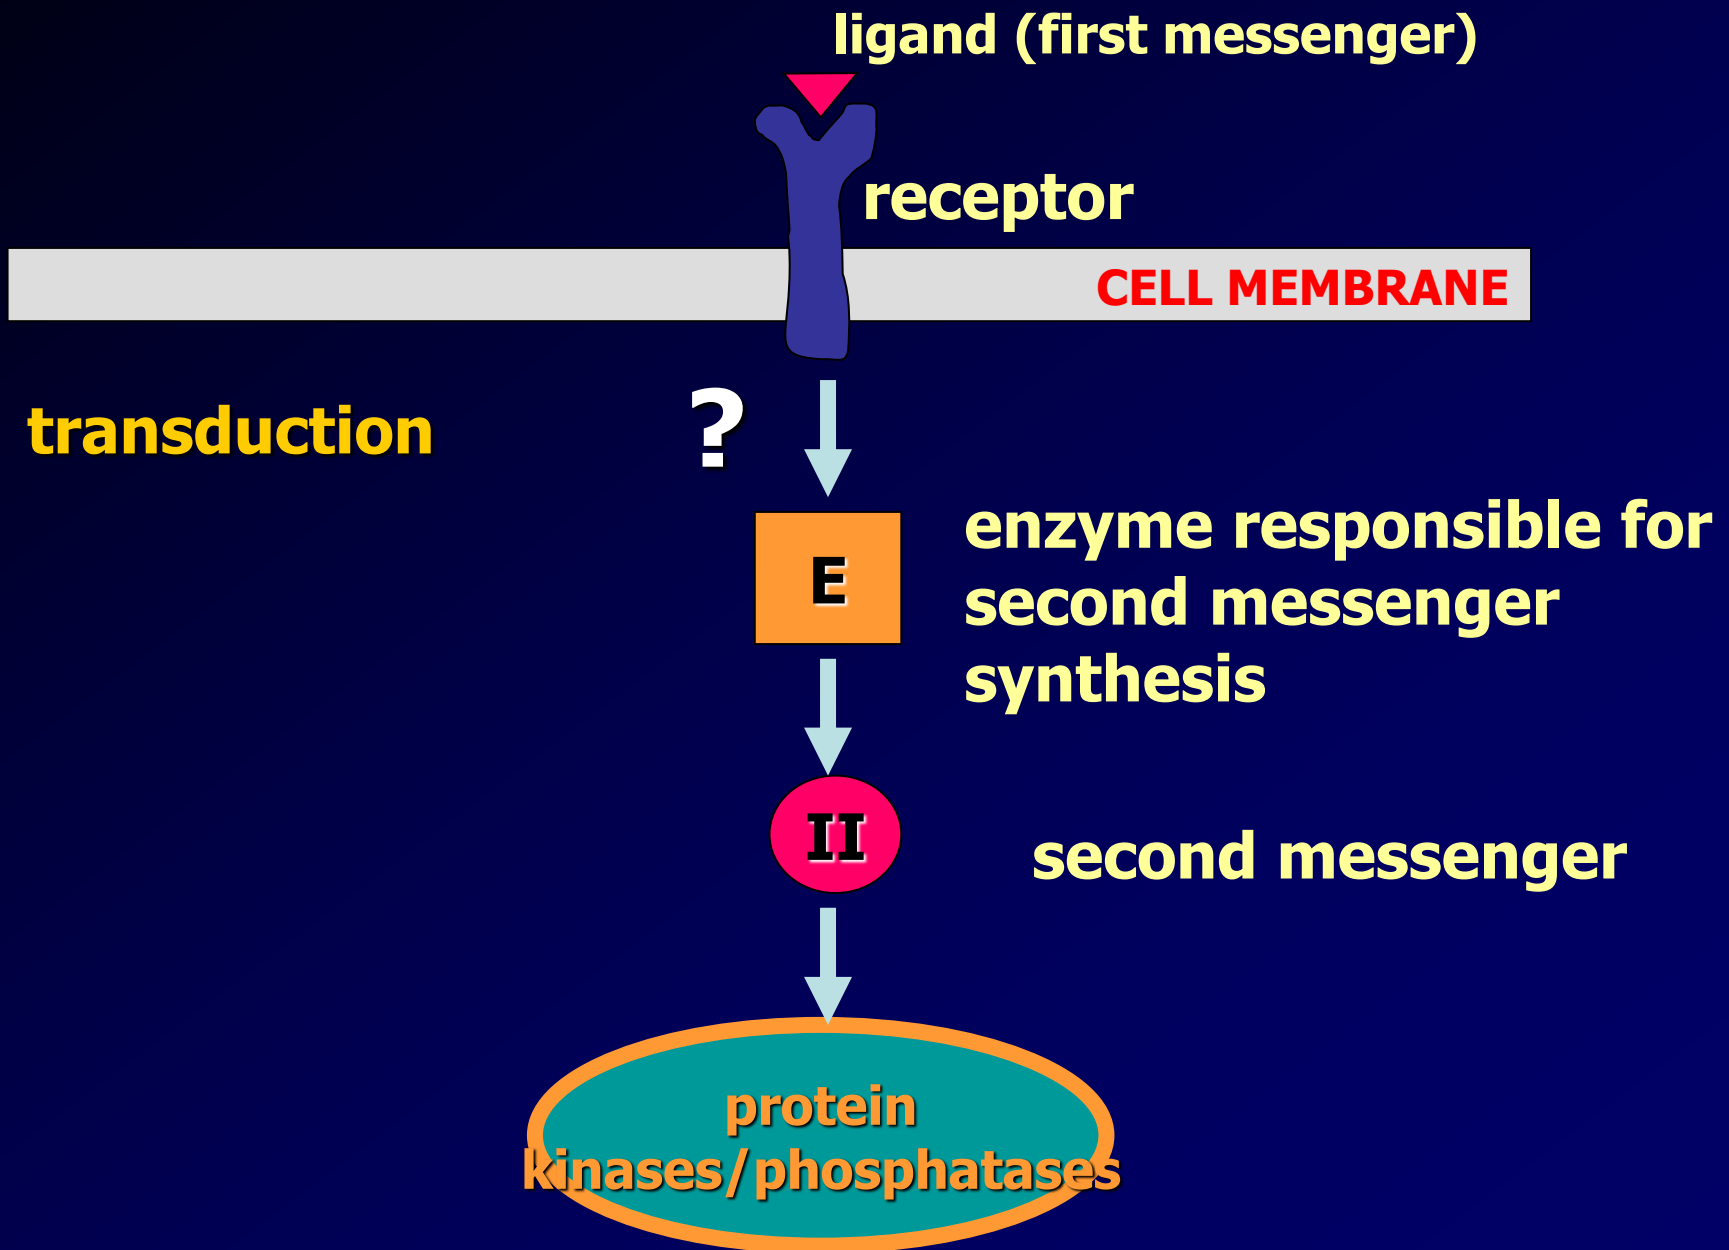 ligand (first messenger)
receptor
CELL MEMBRANE
transduction
?
enzyme responsible for
second messenger
synthesis
E
II
second messenger
protein
kinases/phosphatases